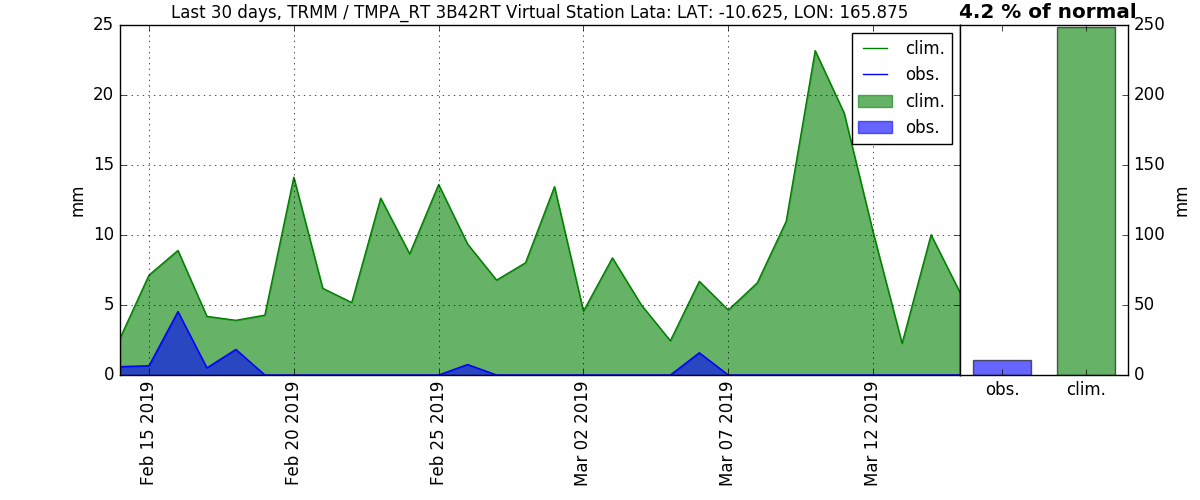 Last 30 days, TRMM / TMPA_RT 3B42RT Virtual Station Lata: LAT: -10.625, LON: 165.875
4.2 % of normal
25
20
15
10
5
0
mm
clim.
obs.
clim.
obs.
250
200
150
100
50
0
mm
Feb 15 2019
Feb 20 2019
Feb 25 2019
Mar 02 2019
Mar 07 2019
Mar 12 2019
obs.
clim.